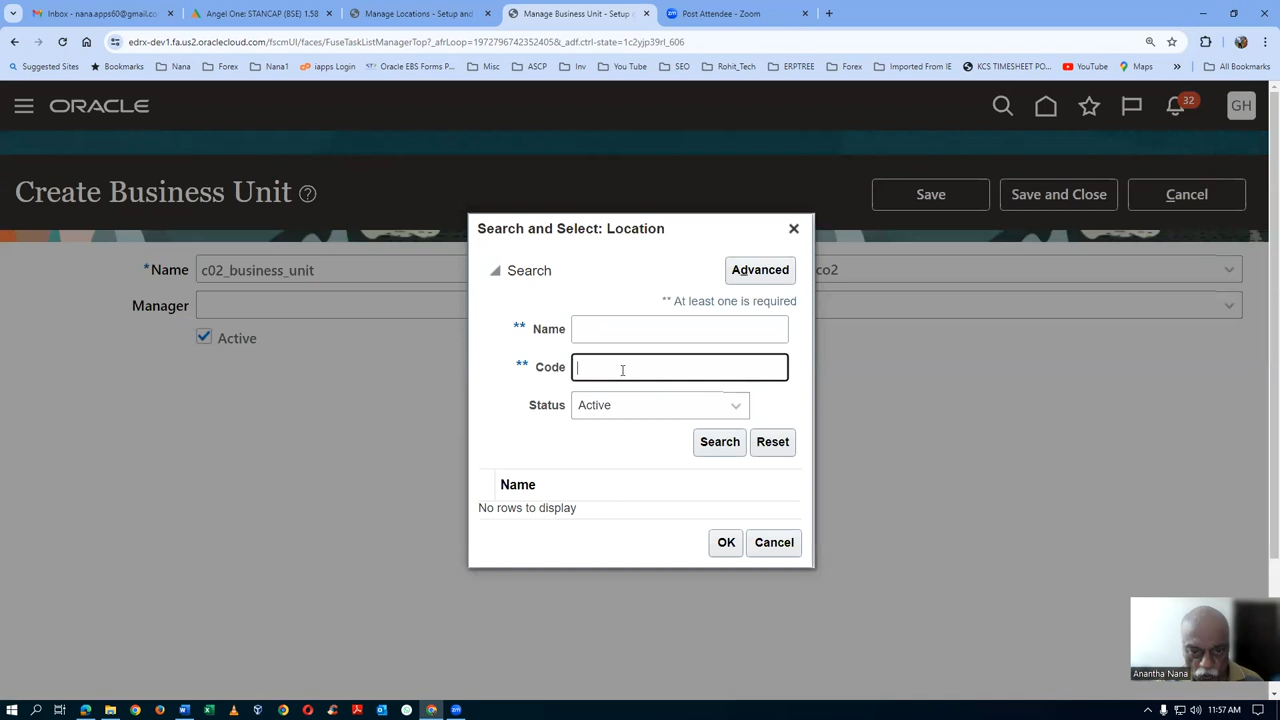 Inbox - nana.apps60@gmail.co
Angel One: STANCAP (BSE) 1.58
Manage Locations - Setup and
Manage Business Unit - Setup
Post Attendee - Zoom
edrx-dev1.fa.us2.oraclecloud.com/fscmUI/faces/FuseTaskListManagerTop?_afrLoop=19727967423524058&_adf.ctrl-state=1c2yjp39rl_606
Suggested Sites
Bookmarks
Nana
Forex
Nana1
iapps Login
Oracle EBS Forms P...
Misc
ASCP
Inv
You Tube
SEO
Rohit_Tech
ERPTREE
Forex
Imported From IE
KCS TIMESHEET PO...
YouTube
Maps
»
All Bookmarks
ORACLE
32
GH
Create Business Unit
Save
Save and Close
Cancel
*Name
c02_business_unit
co2
Manager
Active
Search and Select: Location
Search
Advanced
** At least one is required
** Name
** Code
Status
Active
Search
Reset
Name
No rows to display
OK
Cancel
Anantha Nana
11:57 AM